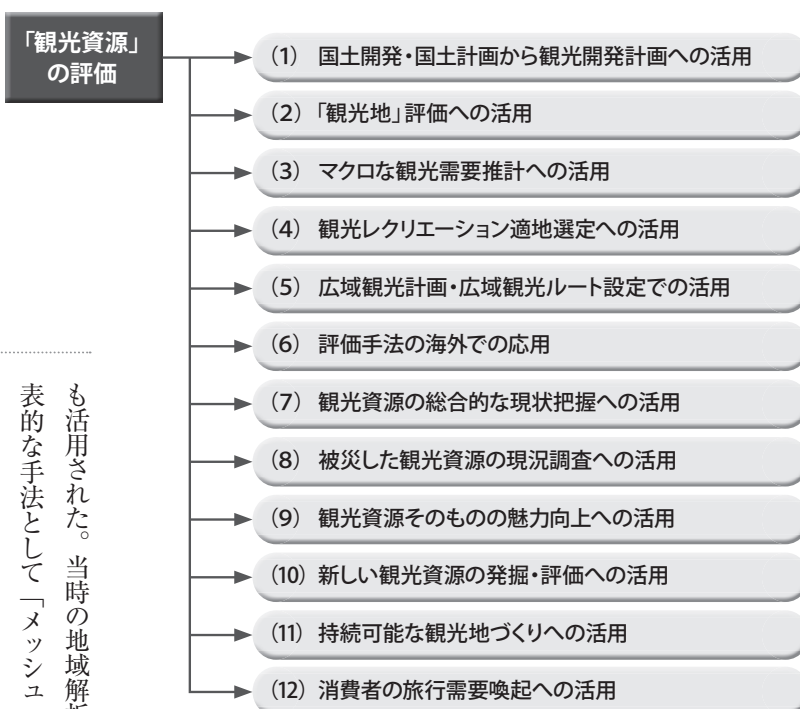 「観光資源」
の評価
(1) 国土開発・国土計画から観光開発計画への活用
(2)「観光地」評価への活用
(3) マクロな観光需要推計への活用
(4) 観光レクリエーション適地選定への活用
(5) 広域観光計画・広域観光ルート設定での活用
(6) 評価手法の海外での応用
(7) 観光資源の総合的な現状把握への活用
(8) 被災した観光資源の現況調査への活用
(9) 観光資源そのものの魅力向上への活用
(10) 新しい観光資源の発掘・評価への活用
(11) 持続可能な観光地づくりへの活用
(12) 消費者の旅行需要喚起への活用
も活用された。当時の地域解
表的な手法として「メッシュ